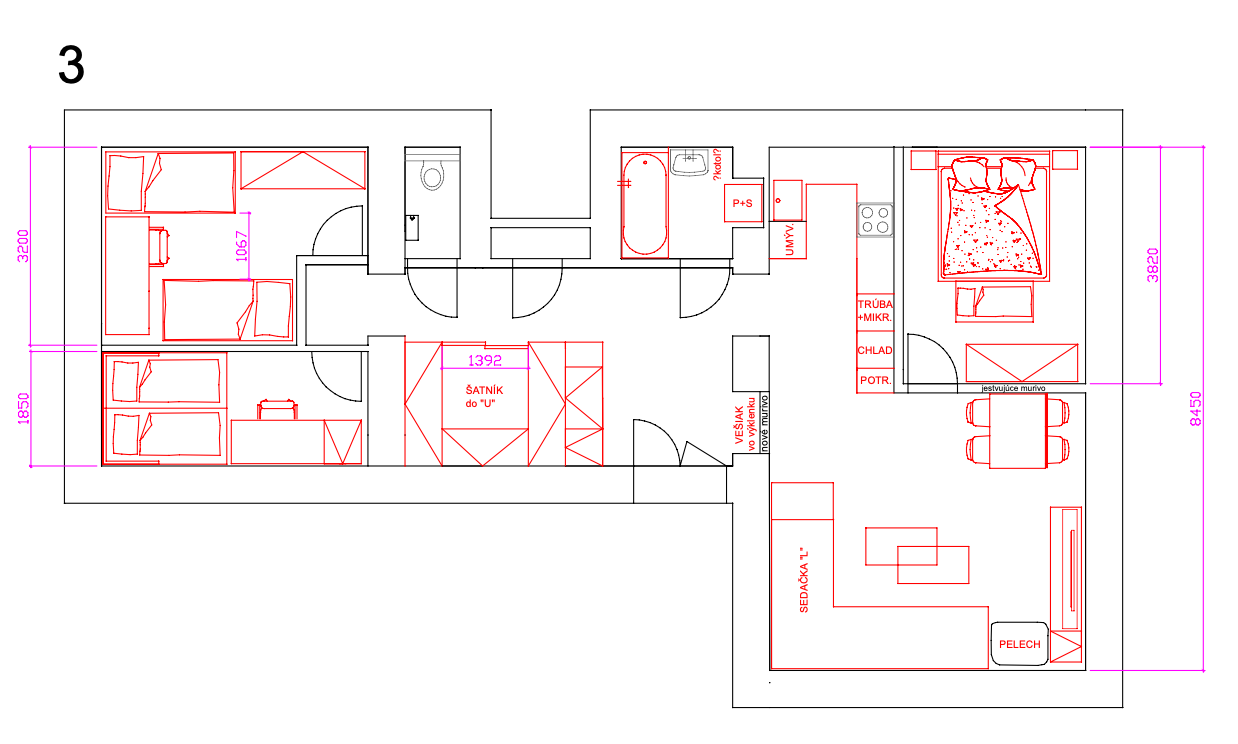 3
?kotol?
P+S
UMÝV.
3200
1067
TRÚBA
+MIKR.
3820
CHLAD
1392
POTR.
jestvujúce murivo
ŠATNÍK
do "U"
1850
VEŠIAK
vo výklenku
nové murivo
8450
SEDAČKA "L"
PELECH